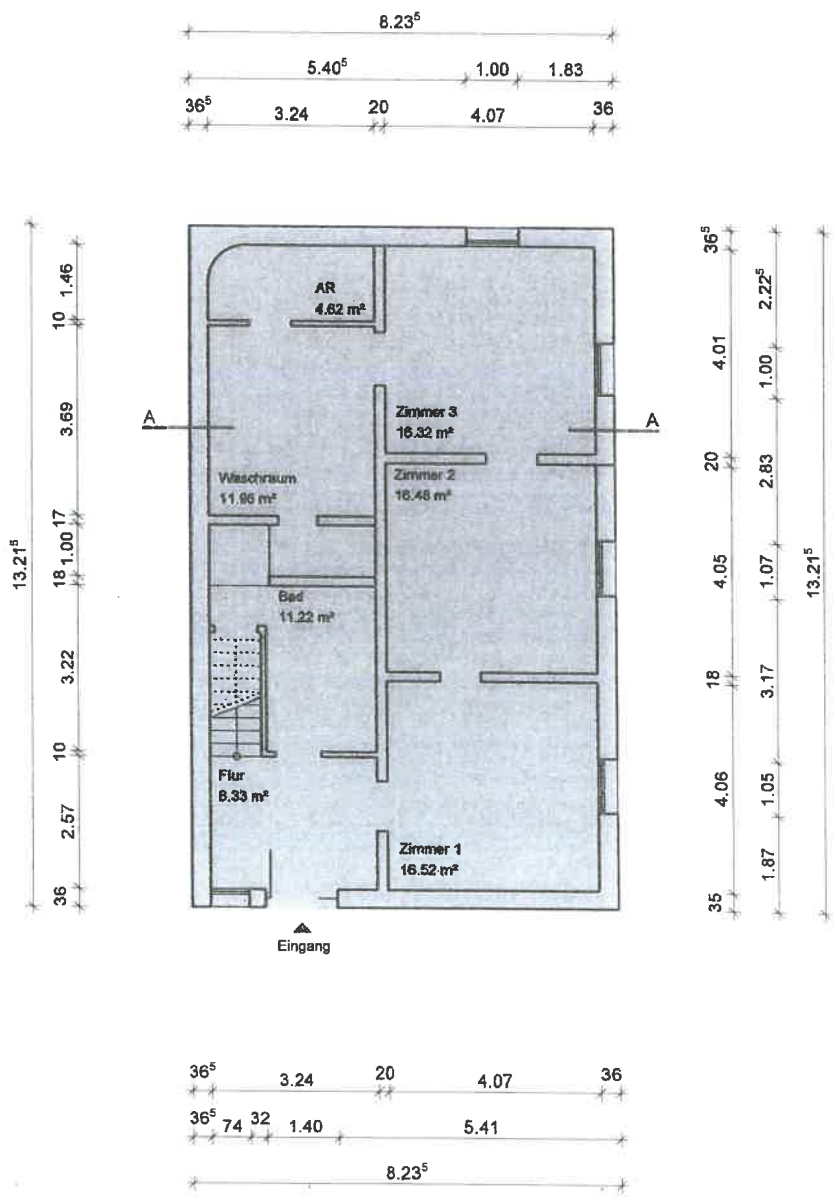 8.23⁵
5.40⁵ 1.00 1.83
36⁵ 3.24 20 4.07 36
13.21⁵
1.46
10
3.69
17
1.00
18
3.22
10
2.57
36
AR
4.62 m²
A
Zimmer 3
16.32 m²
A
Waschraum
11.96 m²
Zimmer 2
16.48 m²
Bad
11.22 m²
Flur
8.33 m²
Zimmer 1
16.52 m²
Eingang
36⁵
4.01
20
4.05
18
4.06
35
2.22⁵
1.00
2.83
1.07
3.17
1.05
1.87
13.21⁵
36⁵ 3.24 20 4.07 36
36⁵ 74 32 1.40 5.41
8.23⁵